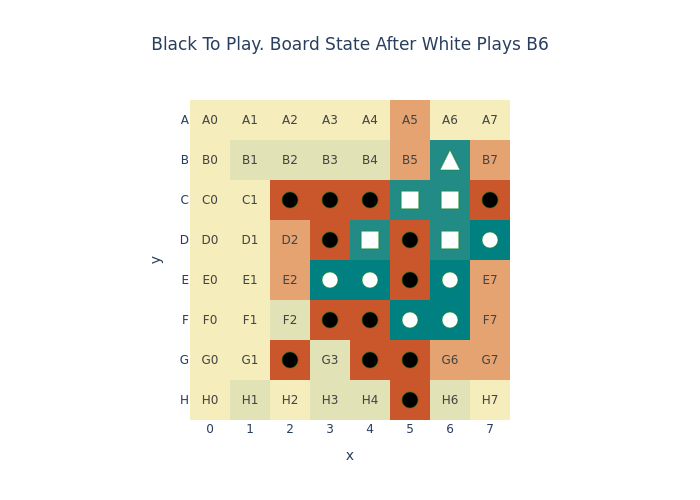 Black To Play. Board State After White Plays B6
A A0 A1 A2 A3 A4 A5 A6 A7
B B0 B1 B2 B3 B4 B5 B7
C C0 C1
D D0 D1 D2
E E0 E1 E2 E7
F F0 F1 F2 F7
G G0 G1 G3 G6 G7
H H0 H1 H2 H3 H4 H6 H7
0 1 2 3 4 5 6 7
x
y